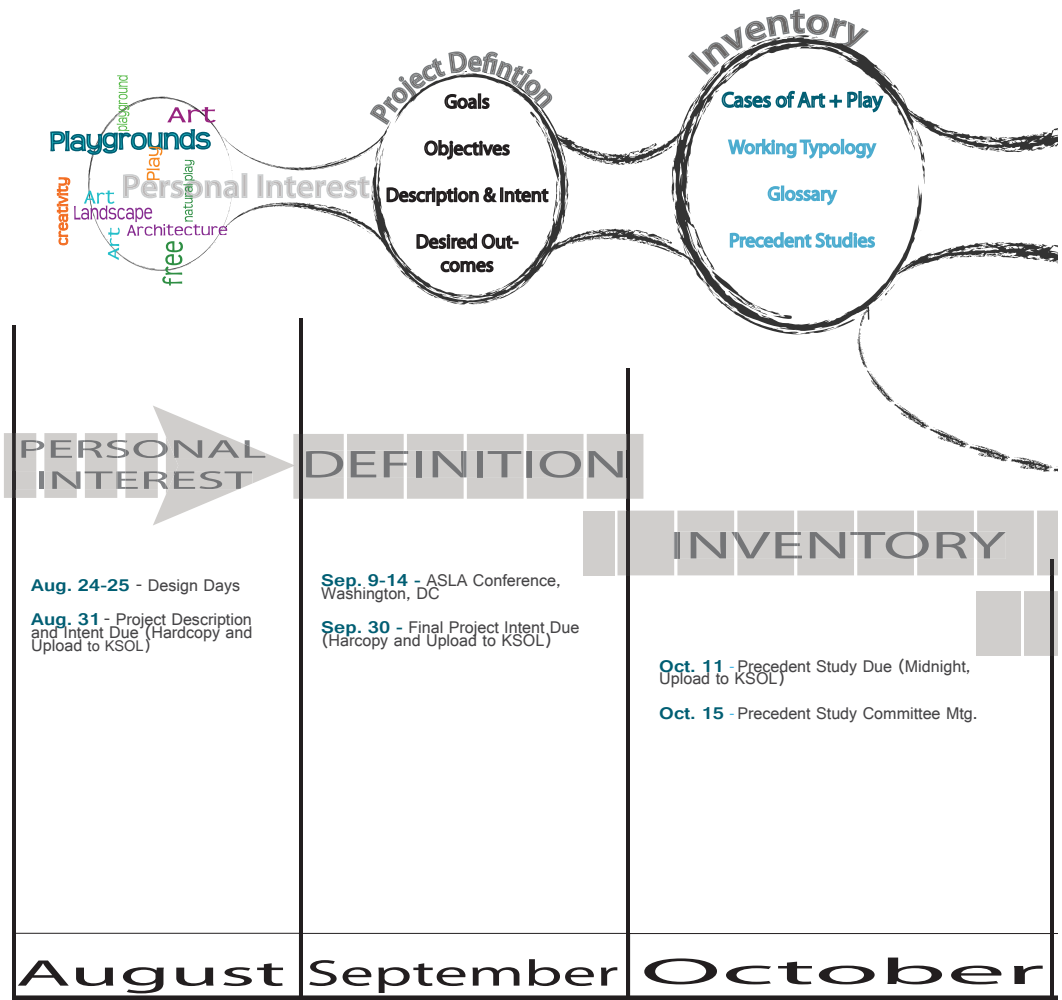 Personal Interest
playground
Art
Playgrounds
Play
natural play
creativity
Art
Landscape
Art
Architecture
free
Project Defintion
Goals
Objectives
Description & Intent
Desired Out-
comes
Inventory
Cases of Art + Play
Working Typology
Glossary
Precedent Studies
PERSONAL
INTEREST
DEFINITION
INVENTORY
Aug. 24-25 - Design Days
Aug. 31 - Project Description
and Intent Due (Hardcopy and
Upload to KSOL)
Sep. 9-14 - ASLA Conference,
Washington, DC
Sep. 30 - Final Project Intent Due
(Harcopy and Upload to KSOL)
Oct. 11 - Precedent Study Due (Midnight,
Upload to KSOL)
Oct. 15 - Precedent Study Committee Mtg.
August
September
October